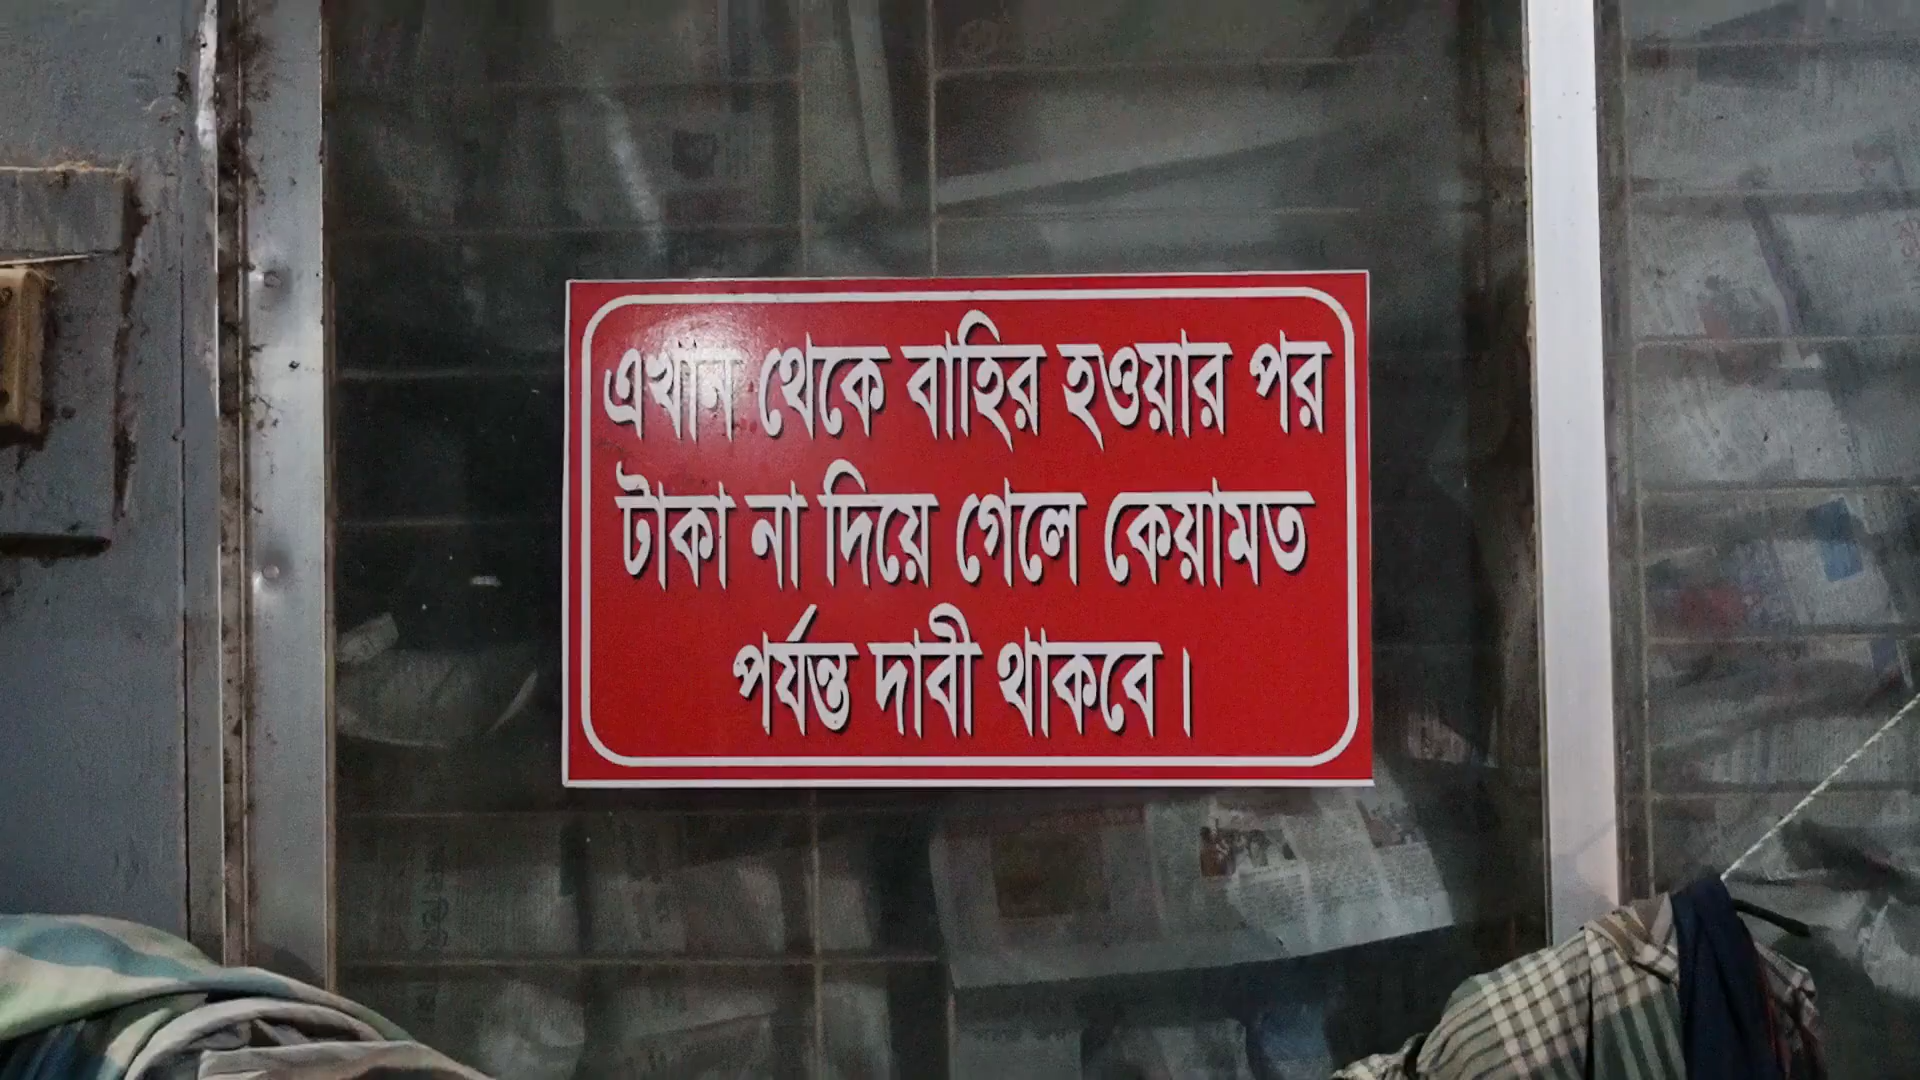 এখান থেকে বাহির হওয়ার পর
টাকা না দিয়ে গেলে কেয়ামত
পর্যন্ত দাবী থাকবে।